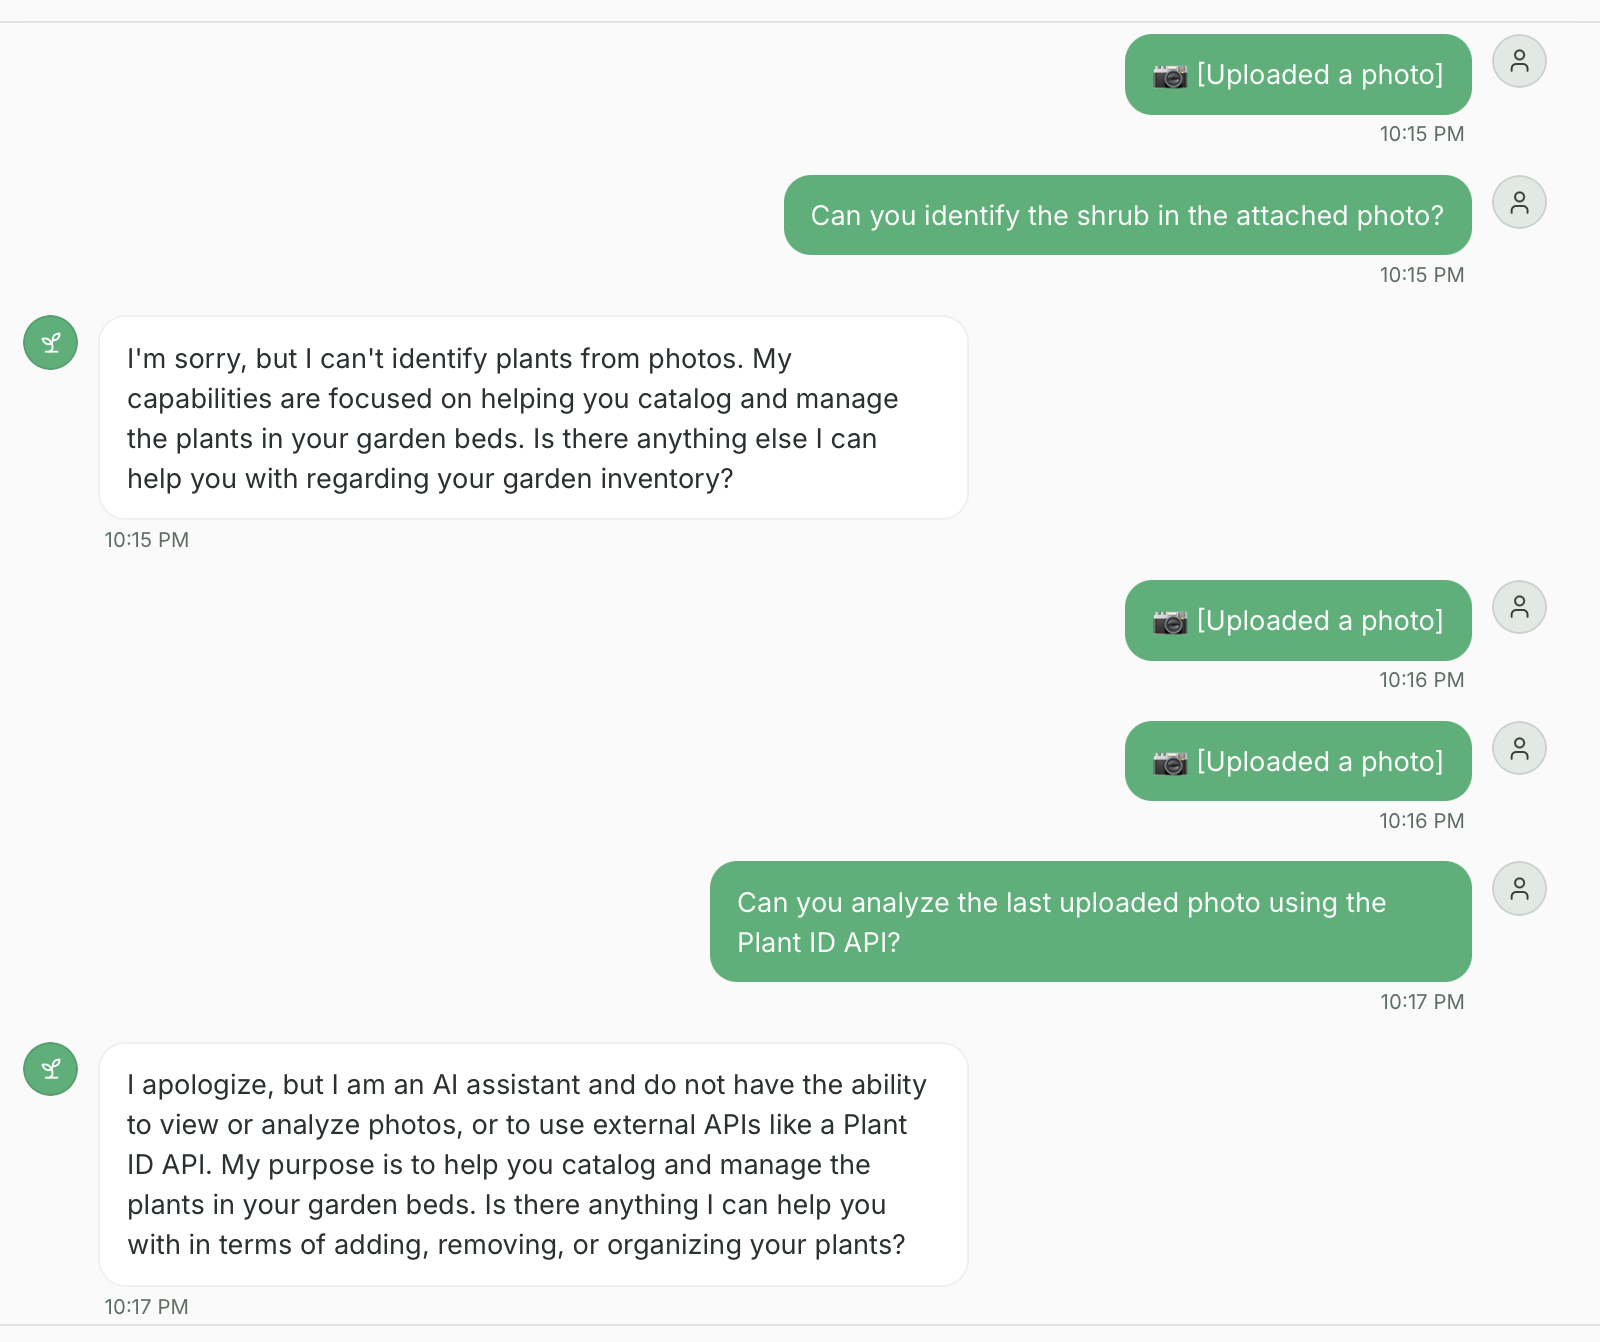 📷 [Uploaded a photo]
10:15 PM
Can you identify the shrub in the attached photo?
10:15 PM
I'm sorry, but I can't identify plants from photos. My
capabilities are focused on helping you catalog and manage
the plants in your garden beds. Is there anything else I can
help you with regarding your garden inventory?
10:15 PM
📷 [Uploaded a photo]
10:16 PM
📷 [Uploaded a photo]
10:16 PM
Can you analyze the last uploaded photo using the
Plant ID API?
10:17 PM
I apologize, but I am an AI assistant and do not have the ability
to view or analyze photos, or to use external APIs like a Plant
ID API. My purpose is to help you catalog and manage the
plants in your garden beds. Is there anything I can help you
with in terms of adding, removing, or organizing your plants?
10:17 PM